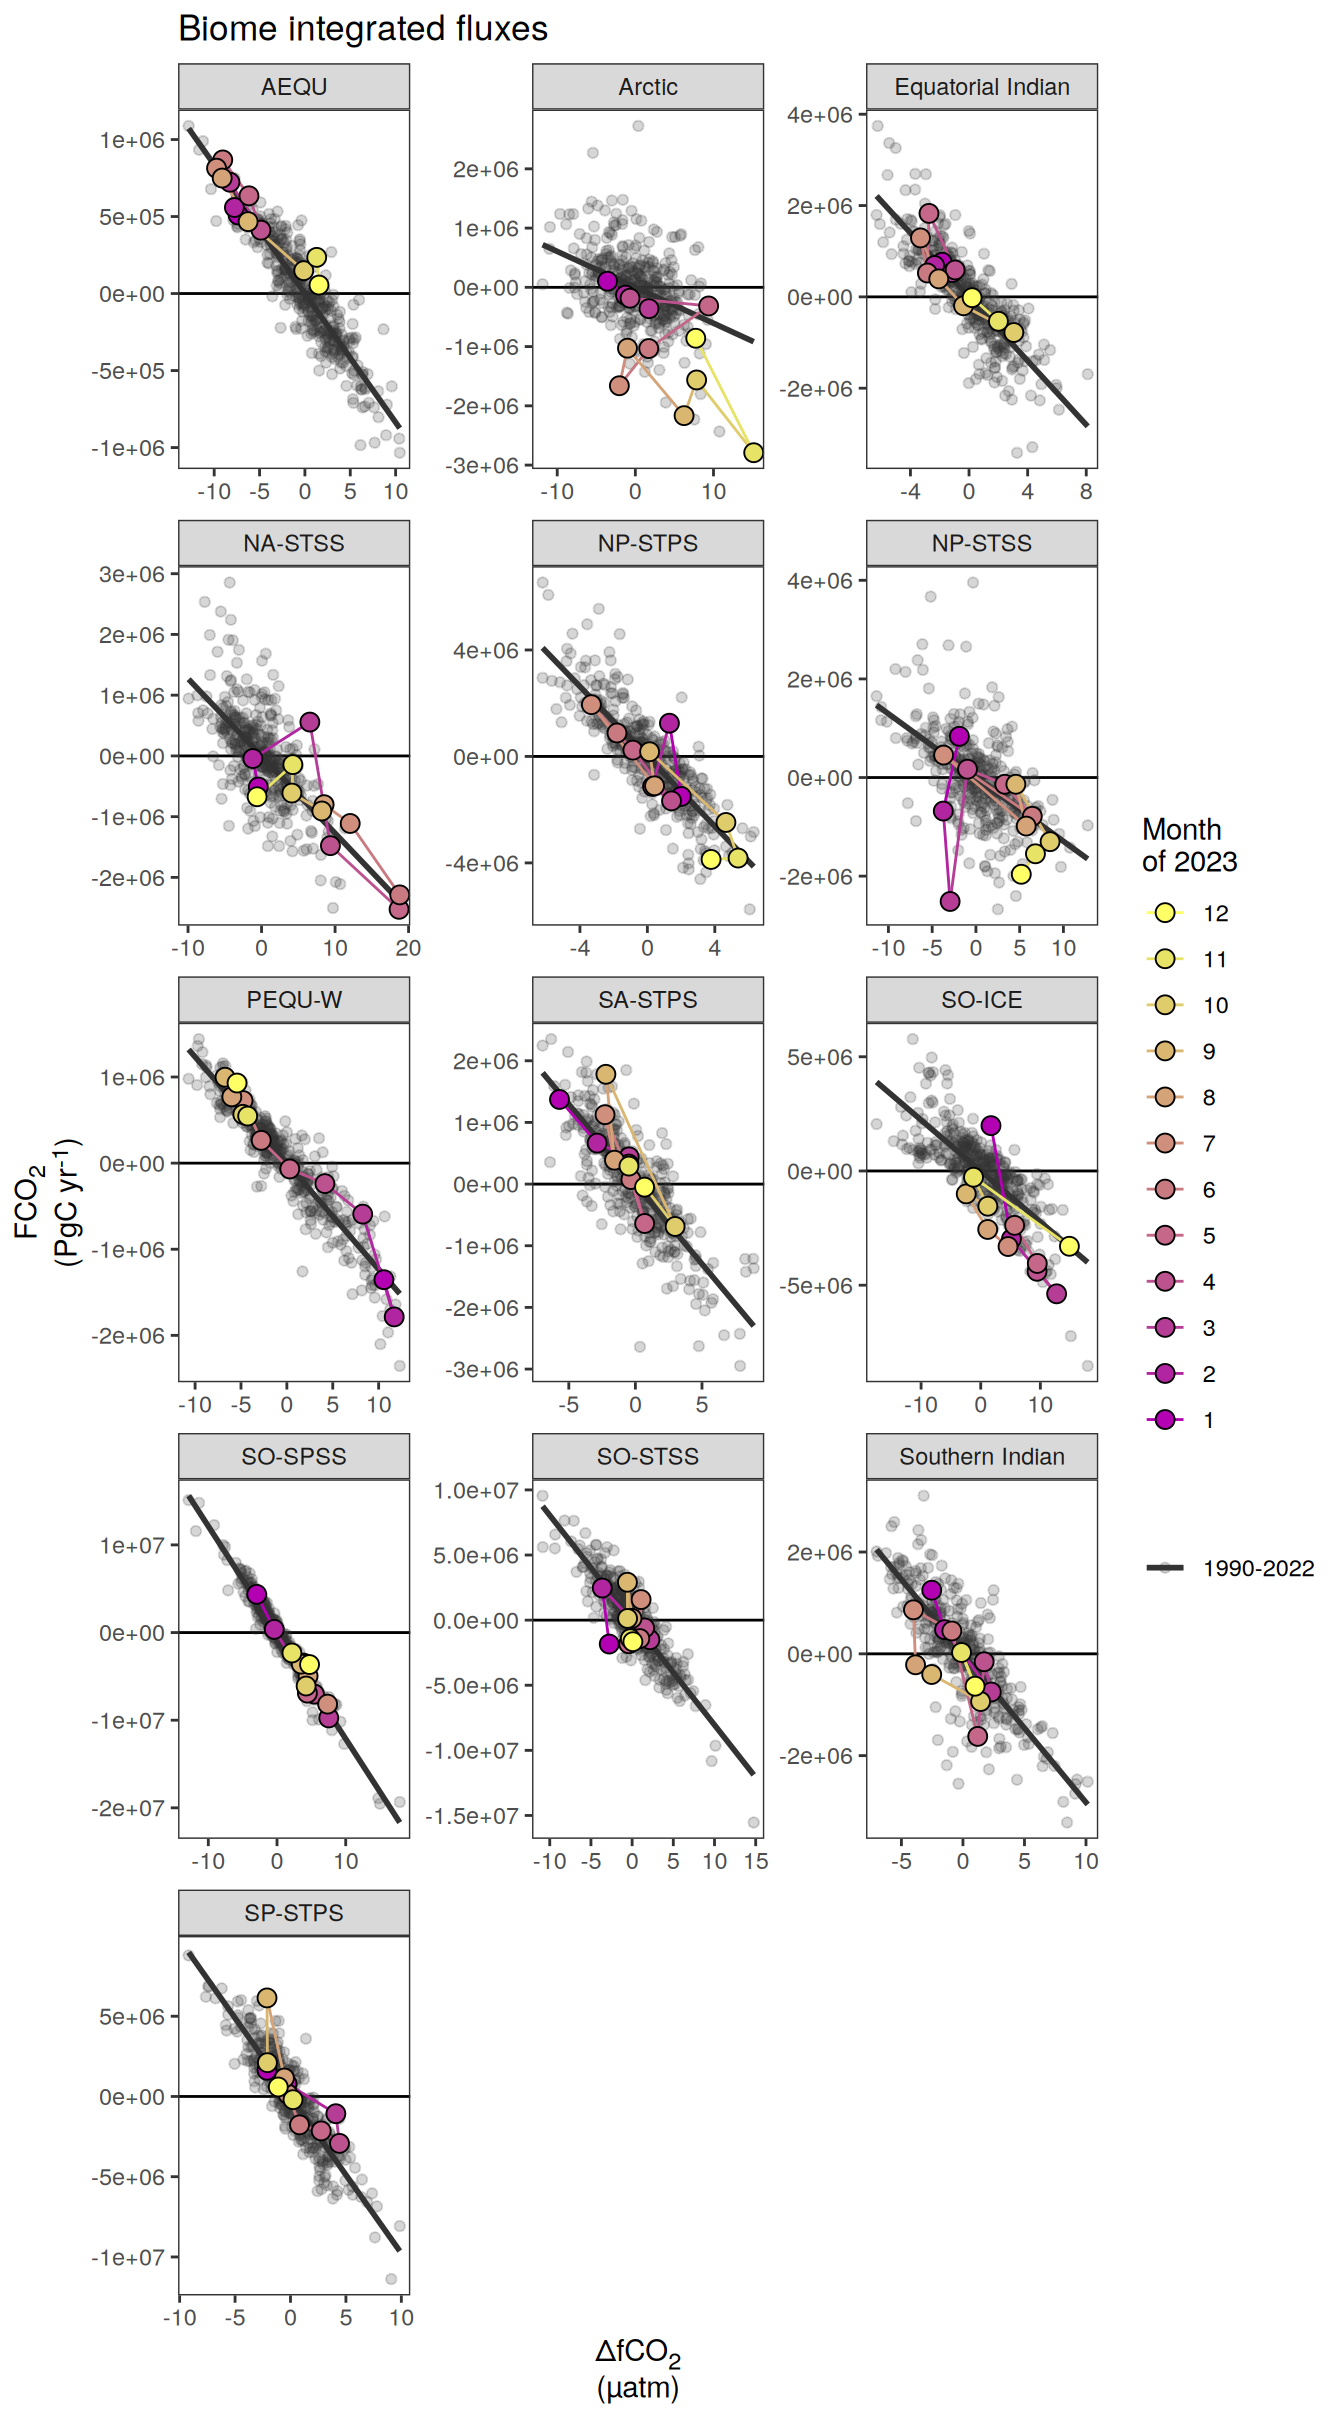 Biome integrated fluxes
AEQU
Arctic
Equatorial Indian
1e+06
5e+05
0e+00
-5e+05
-1e+06
2e+06
1e+06
0e+00
-1e+06
-2e+06
-3e+06
4e+06
2e+06
0e+00
-2e+06
-10 -5 0 5 10
-10 0 10
-4 0 4 8
NA-STSS
NP-STPS
NP-STSS
3e+06
2e+06
1e+06
0e+00
-1e+06
-2e+06
4e+06
0e+00
-4e+06
4e+06
2e+06
0e+00
-2e+06
-10 0 10 20
-4 0 4
-10 -5 0 5 10
PEQU-W
SA-STPS
SO-ICE
1e+06
0e+00
-1e+06
-2e+06
2e+06
1e+06
0e+00
-1e+06
-2e+06
-3e+06
5e+06
0e+00
-5e+06
-10 -5 0 5 10
-5 0 5
-10 0 10
SO-SPSS
SO-STSS
Southern Indian
1e+07
0e+00
-1e+07
-2e+07
1.0e+07
5.0e+06
0.0e+00
-5.0e+06
-1.0e+07
-1.5e+07
2e+06
0e+00
-2e+06
-10 0 10
-10 -5 0 5 10 15
-5 0 5 10
SP-STPS
5e+06
0e+00
-5e+06
-1e+07
-10 -5 0 5 10
FCO2
(PgC yr-1)
ΔfCO2
(µatm)
Month
of 2023
12
11
10
9
8
7
6
5
4
3
2
1
1990-2022